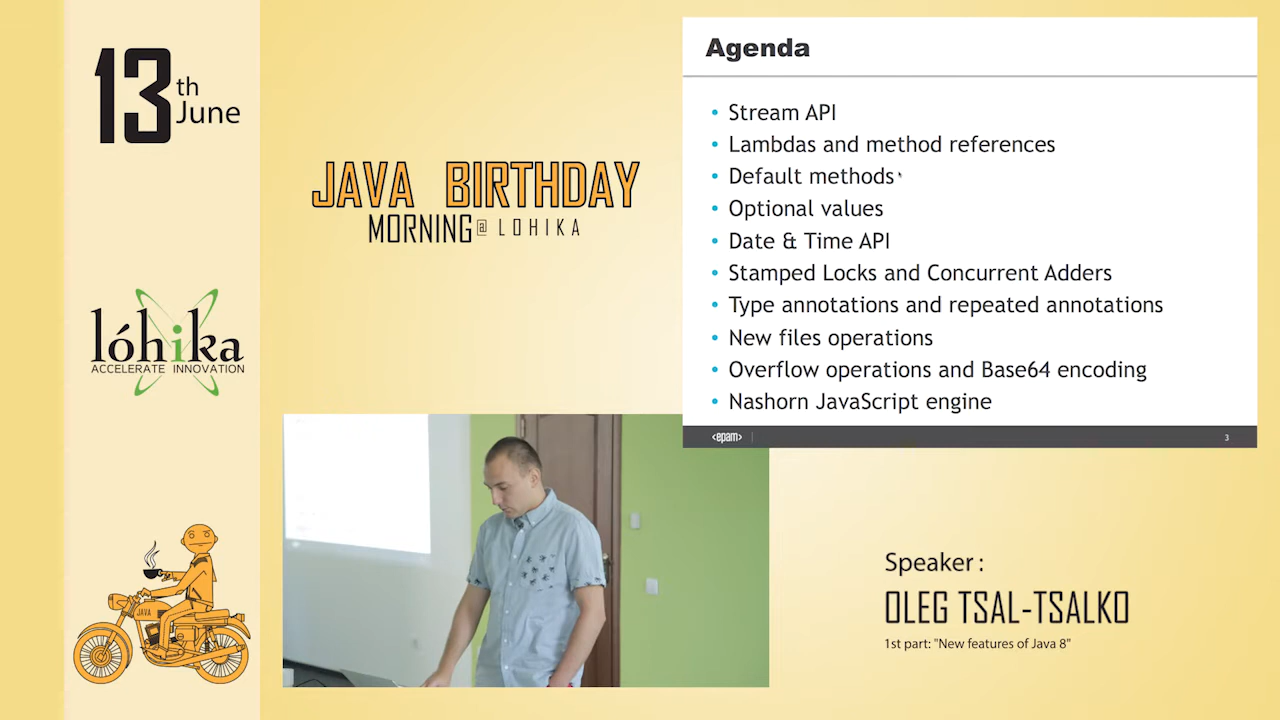 13th June
lóhika
ACCELERATE INNOVATION
JAVA
JAVA BIRTHDAY
MORNING@LOHIKA
Agenda
• Stream API
• Lambdas and method references
• Default methods
• Optional values
• Date & Time API
• Stamped Locks and Concurrent Adders
• Type annotations and repeated annotations
• New files operations
• Overflow operations and Base64 encoding
• Nashorn JavaScript engine
<epam>
3
Speaker :
OLEG TSAL-TSALKO
1st part: "New features of Java 8"